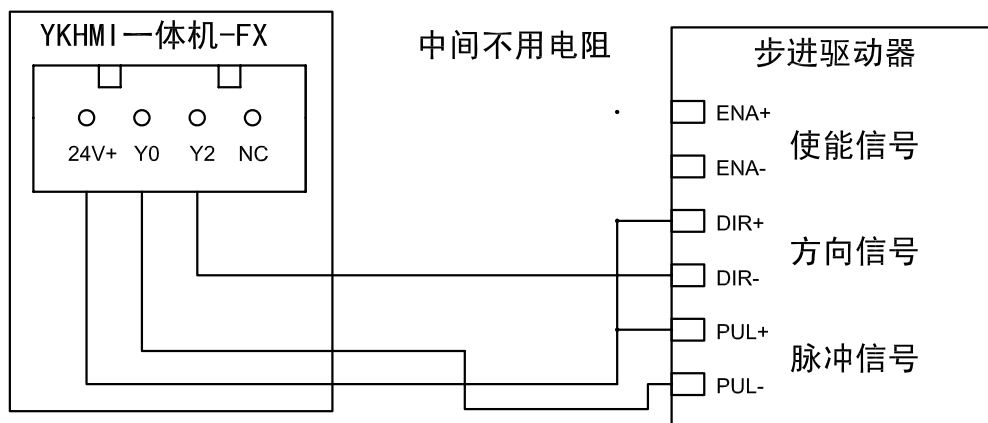 YKHMI一体机-FX
24V+ Y0 Y2 NC
中间不用电阻
步进驱动器
ENA+
使能信号
ENA-
DIR+
方向信号
DIR-
PUL+
脉冲信号
PUL-